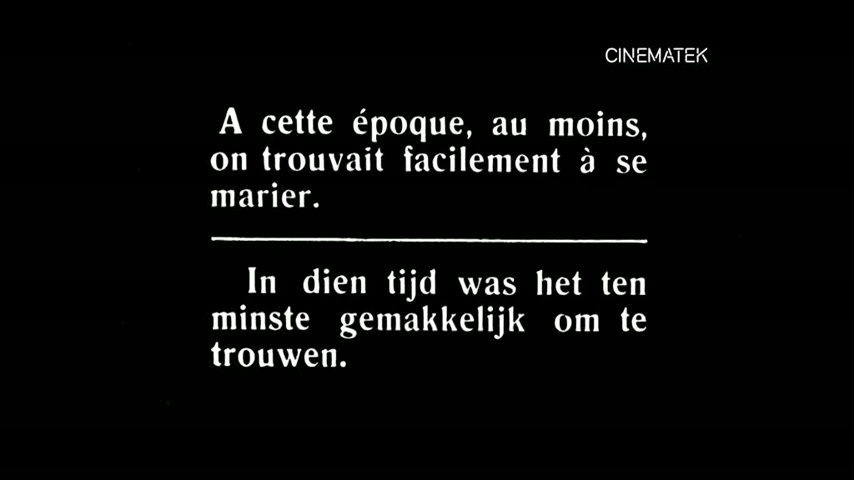 CINEMATEK
A cette époque, au moins,
on trouvait facilement à se
marier.
In dien tijd was het ten
minste gemakkelijk om te
trouwen.